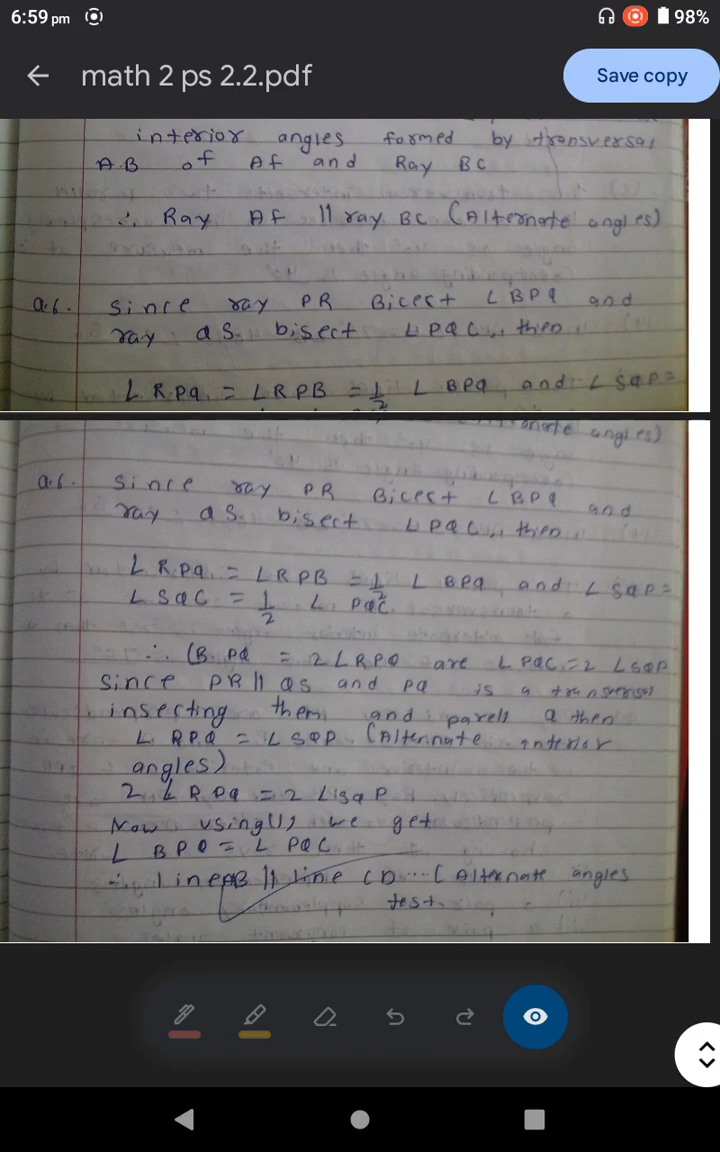 6:59 pm
98%
math 2 ps 2.2.pdf
Save copy
interior angles formed by transversal
AB of AF and Ray BC
∴ Ray AF || ray BC (Alternate angles)
Q.6. Since ray PR Bicest ∠BPQ and
ray QS. bisect ∠PQC, then
∠RPQ = ∠RPB = 1/2 ∠BPQ, and ∠SQP =
angles)
Q.6. Since ray PR Bicest ∠BPQ and
ray QS. bisect ∠PQC, then
∠RPQ = ∠RPB = 1/2 ∠BPQ, and ∠SQP =
∠SQC = 1/2 ∠PQC
∴ ∠BPQ = 2∠RPQ are ∠PQC = 2 ∠SQP
Since PR || QS and PQ is a transversal
insecting them and parell a then
∠RPQ = ∠SQP (Alternate interior
angles)
2 ∠RPQ = 2 ∠SQP
Now using(1), we get
∠BPQ = ∠PQC
∴ line AB || line CD...(Alternate angles
test.